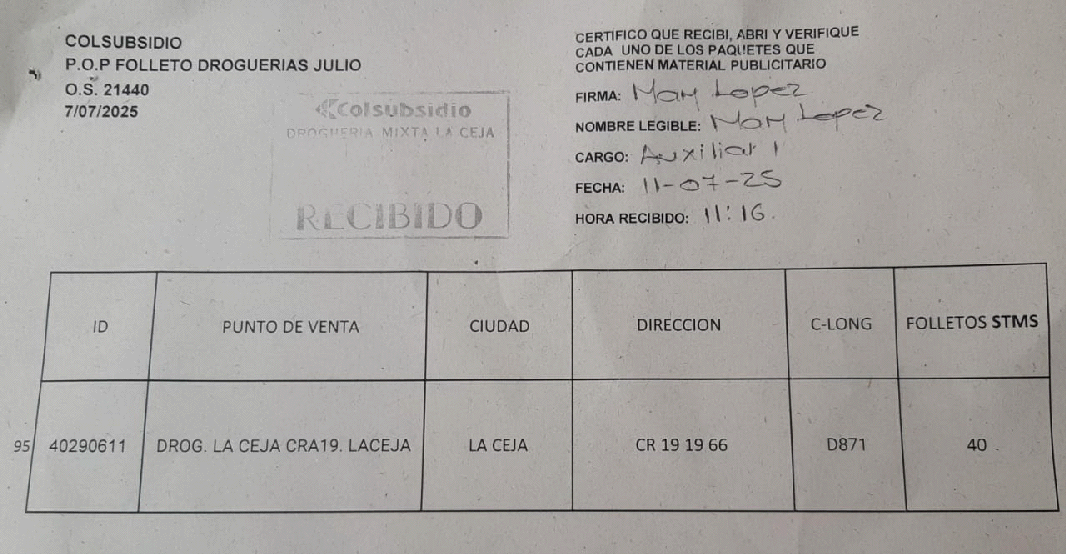 COLSUBSIDIO
P.O.P FOLLETO DROGUERIAS JULIO
O.S. 21440
7/07/2025
Colsubsidio
DROGUERIA MIXTA LA CEJA
RECIBIDO
CERTIFICO QUE RECIBI, ABRI Y VERIFIQUE
CADA UNO DE LOS PAQUETES QUE
CONTIENEN MATERIAL PUBLICITARIO
FIRMA: Mary Lopez
NOMBRE LEGIBLE: Mary Lopez
CARGO: Auxiliar 1
FECHA: 11-07-25
HORA RECIBIDO: 11:16.
ID PUNTO DE VENTA CIUDAD DIRECCION C-LONG FOLLETOS STMS
95 40290611 DROG. LA CEJA CRA19. LACEJA LA CEJA CR 19 19 66 D871 40